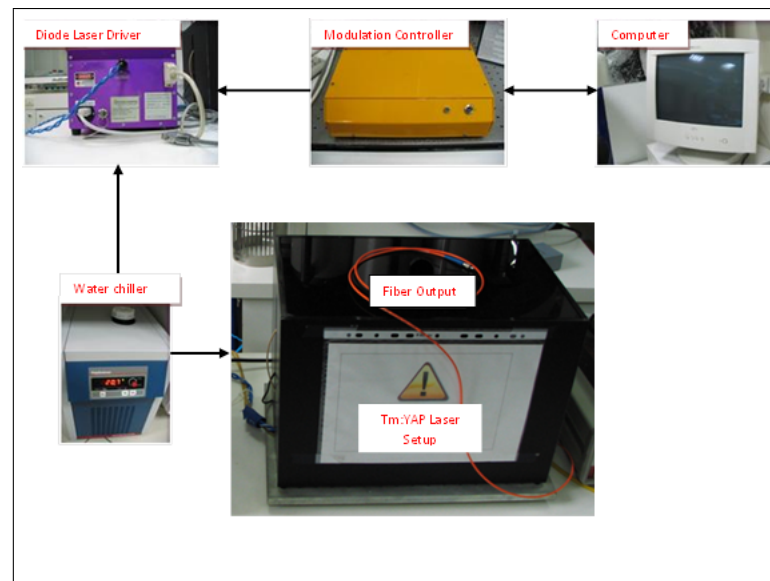 Diode Laser Driver
Modulation Controller
Computer
Water chiller
Fiber Output
Tm:YAP Laser
Setup